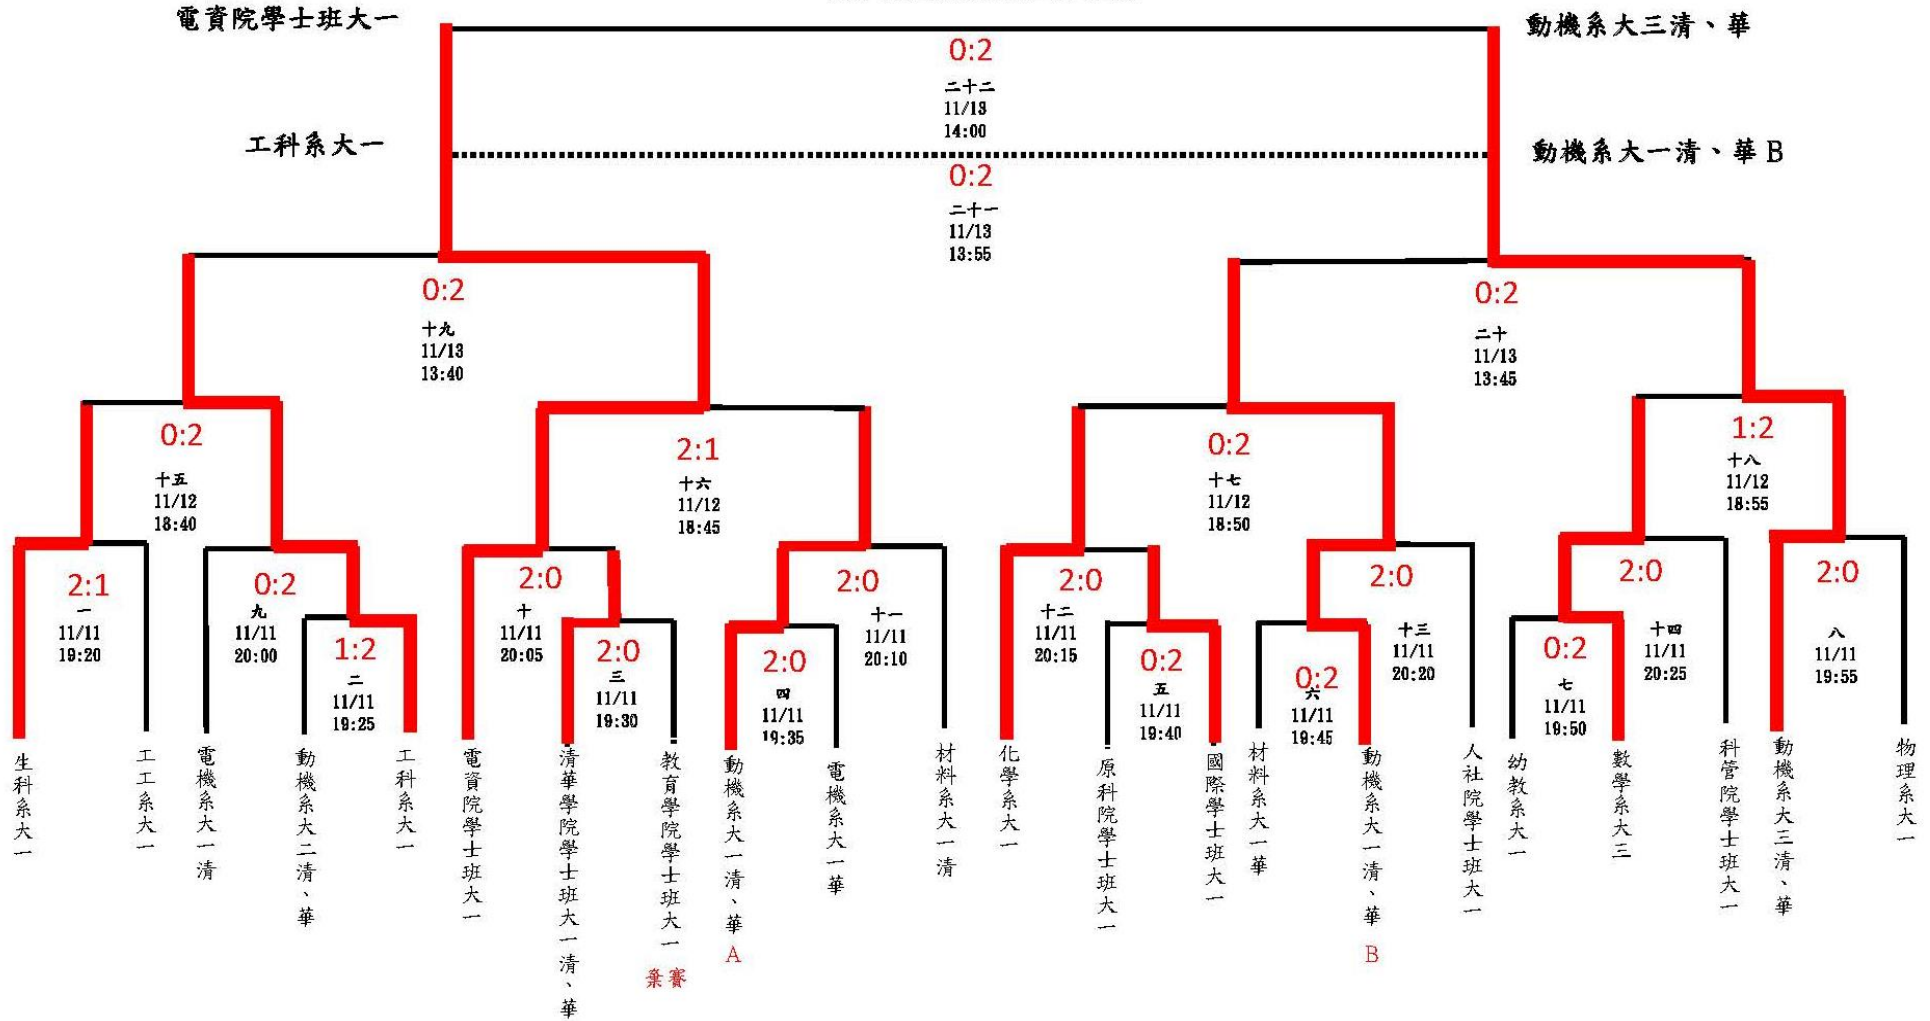 電資院學士班大一
動機系大三清、華
0:2
二十二
11/13
14:00
工科系大一
動機系大一清、華 B
0:2
二十一
11/13
13:55
0:2
十九
11/13
13:40
0:2
二十
11/13
13:45
0:2
十五
11/12
18:40
2:1
十六
11/12
18:45
0:2
十七
11/12
18:50
1:2
十八
11/12
18:55
2:1
一
11/11
19:20
0:2
九
11/11
20:00
1:2
二
11/11
19:25
2:0
十
11/11
20:05
2:0
三
11/11
19:30
2:0
四
11/11
19:35
2:0
十一
11/11
20:10
2:0
十二
11/11
20:15
0:2
五
11/11
19:40
0:2
六
11/11
19:45
2:0
十三
11/11
20:20
0:2
七
11/11
19:50
2:0
十四
11/11
20:25
2:0
八
11/11
19:55
生科系大一
工工系大一
電機系大一清
動機系大二清、華
工科系大一
電資院學士班大一
清華學院學士班大一清、華
教育學院學士班大一
棄賽
動機系大一清、華 A
電機系大一華
材料系大一清
化學系大一
原科院學士班大一
國際學士班大一
材料系大一華
動機系大一清、華 B
人社院學士班大一
幼教系大一
數學系大三
科管院學士班大一
動機系大三清、華
物理系大一